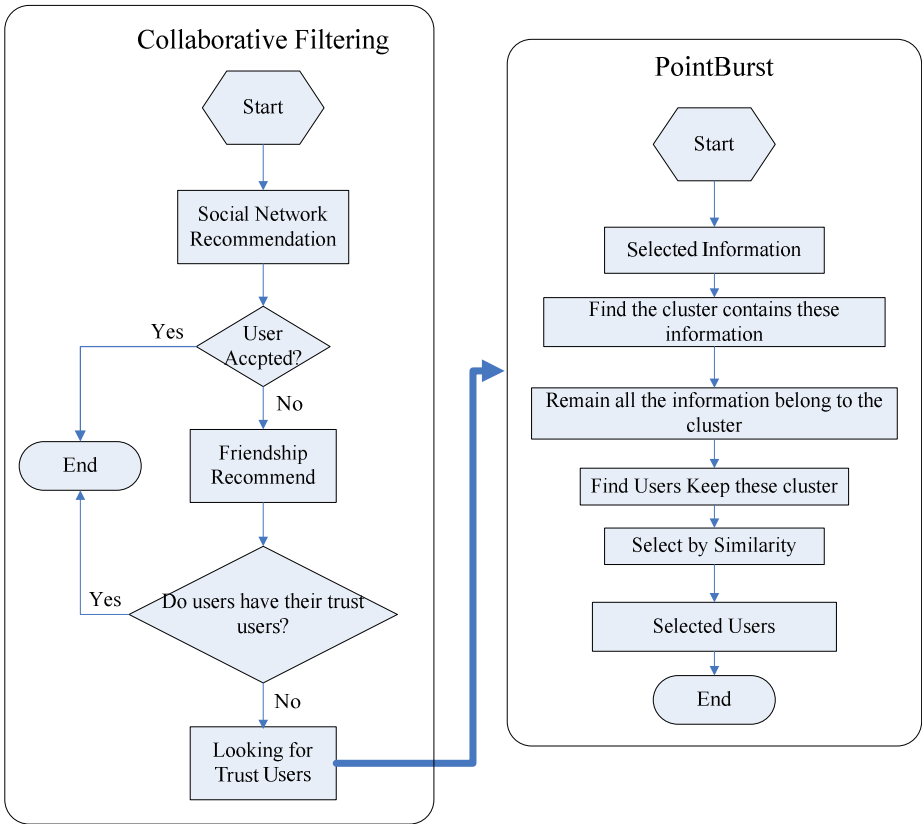 Collaborative Filtering
Start
Social Network
Recommendation
User
Accpted?
Yes
No
End
Friendship
Recommend
Do users have their trust
users?
Yes
No
Looking for
Trust Users
PointBurst
Start
Selected Information
Find the cluster contains these
information
Remain all the information belong to the
cluster
Find Users Keep these cluster
Select by Similarity
Selected Users
End